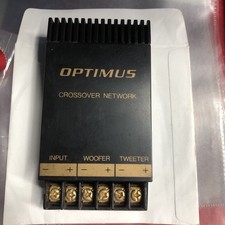 OPTIMUS
CROSSOVER NETWORK
INPUT WOOFER TWEETER
− + − + − +